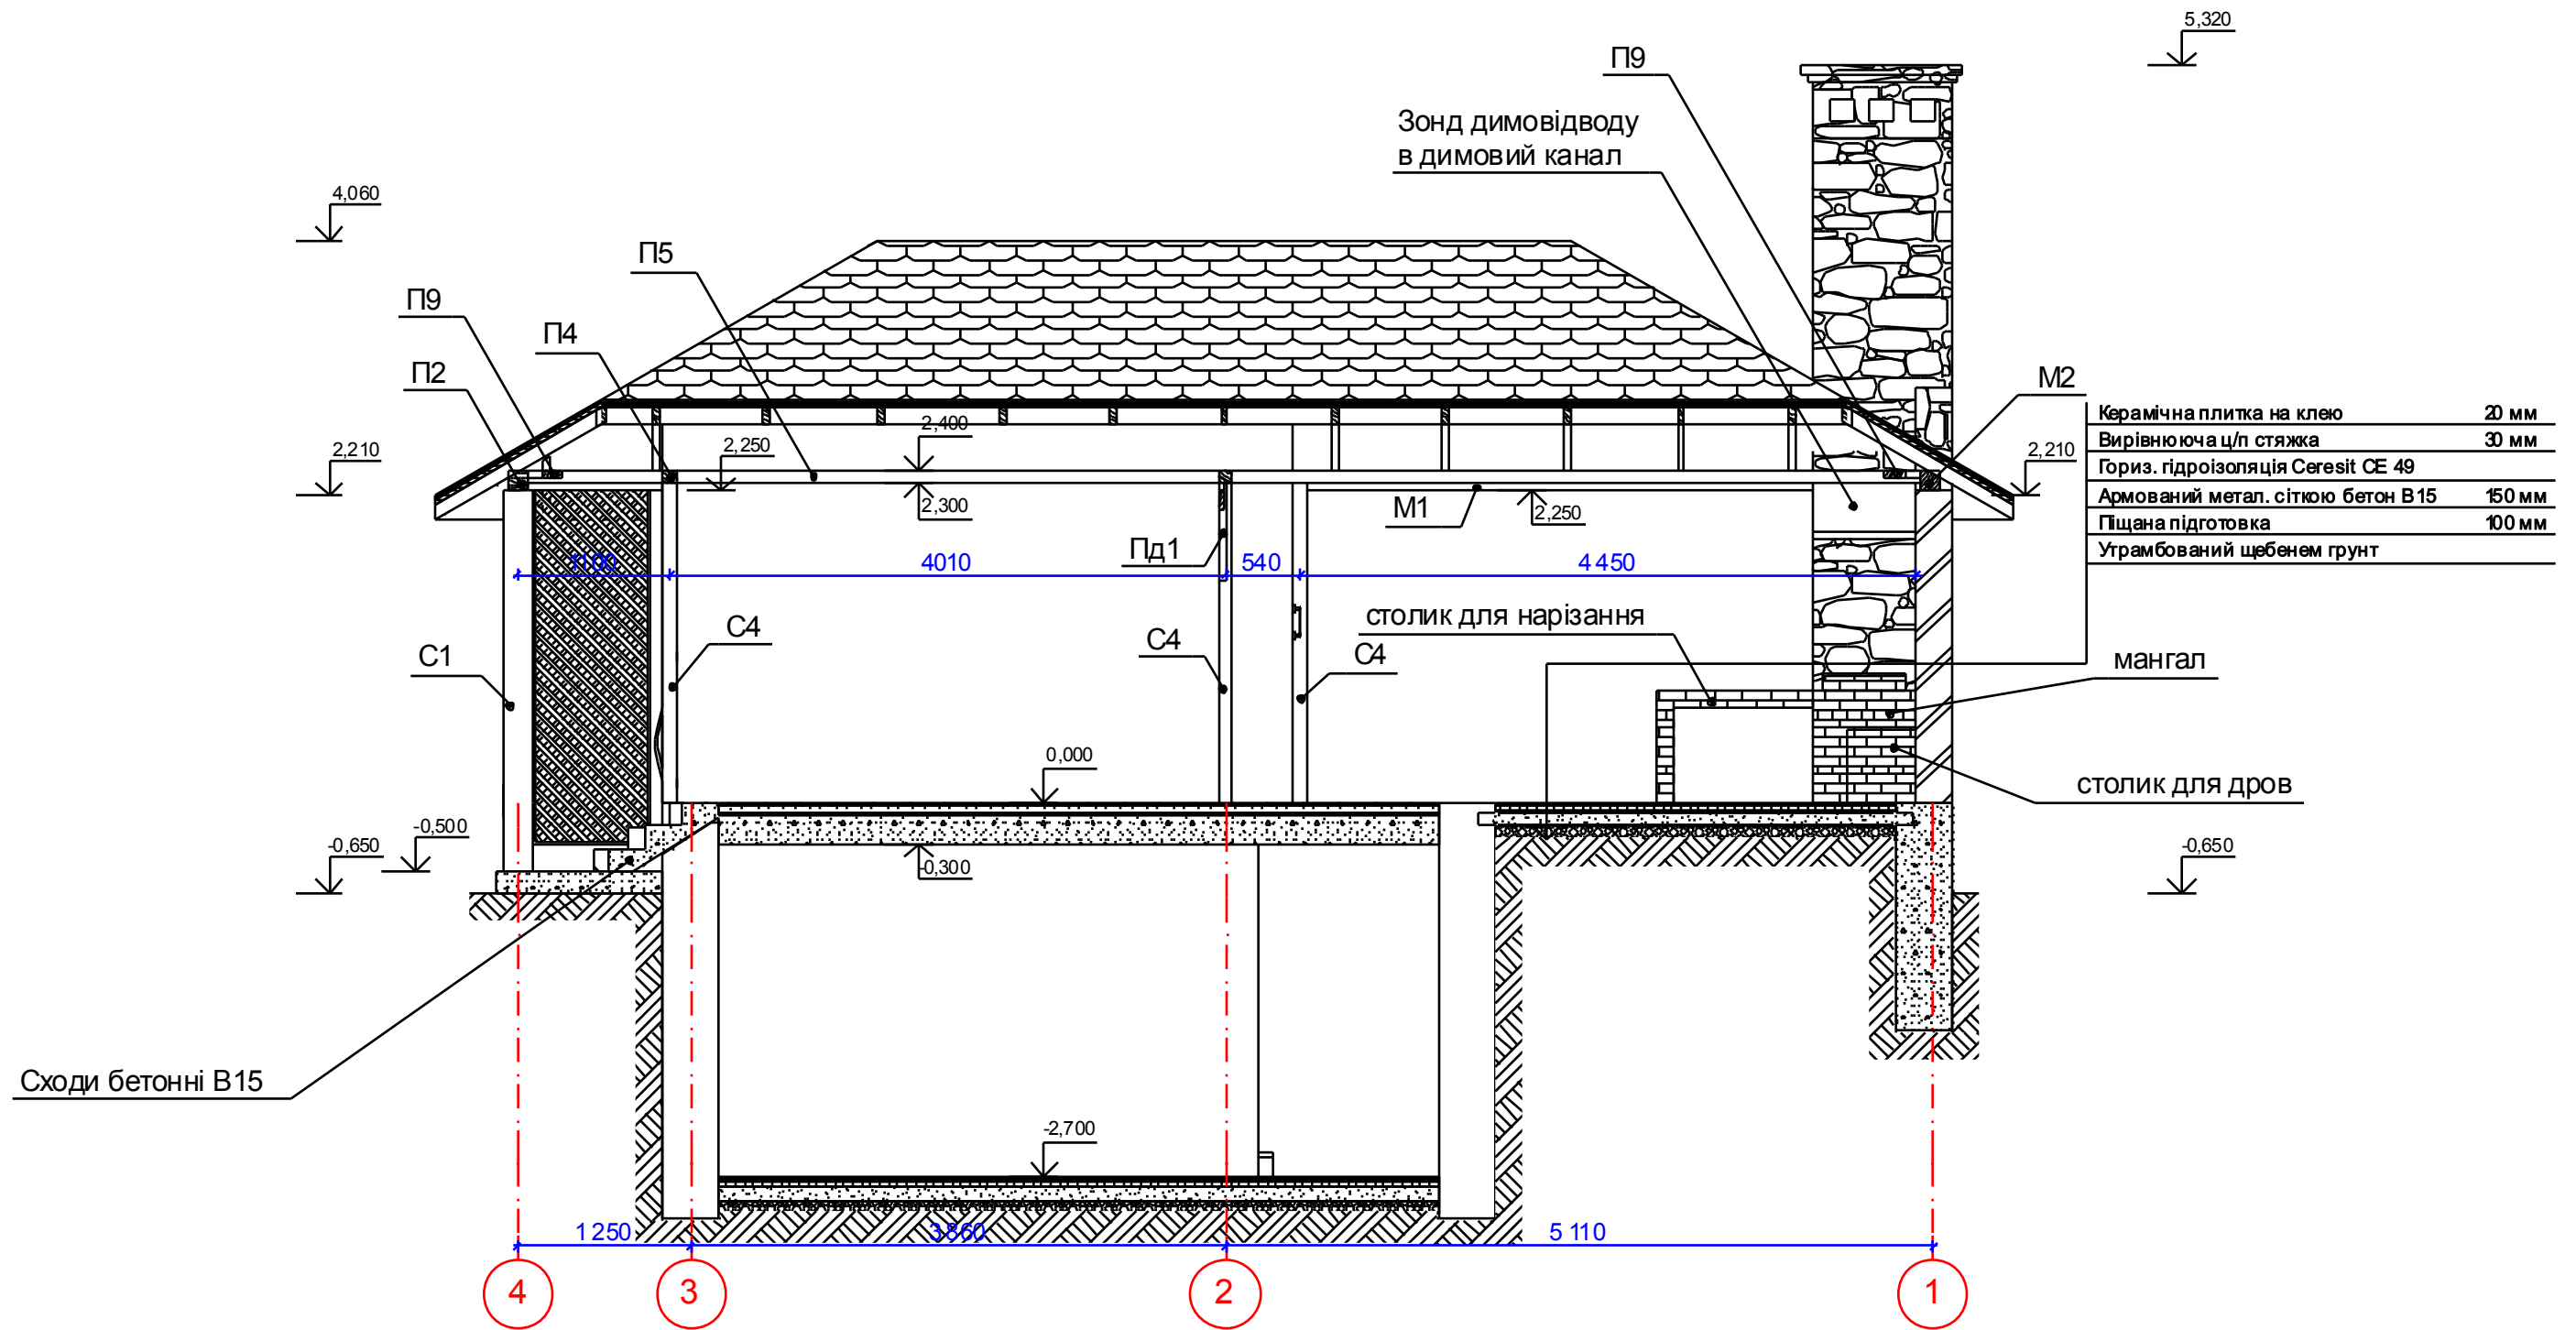 5,320
П9
Зонд димовідводу
в димовий канал
4,060
П5
П9
П4
П2
М2
Керамічна плитка на клею 20 мм
Вирівнююча ц/п стяжка 30 мм
Гориз. гідроізоляція Ceresit CE 49
Армований метал. сіткою бетон В15 150 мм
Піщана підготовка 100 мм
Утрамбований щебенем грунт
2,400
2,250
2,210
2,210
2,300
М1
2,250
Пд1
1100
4010
540
4 450
столик для нарізання
С4
С4
С4
С1
мангал
0,000
столик для дров
-0,500
-0,650
-0,650
-0,300
Сходи бетонні В15
-2,700
1 250
3 860
5 110
4
3
2
1